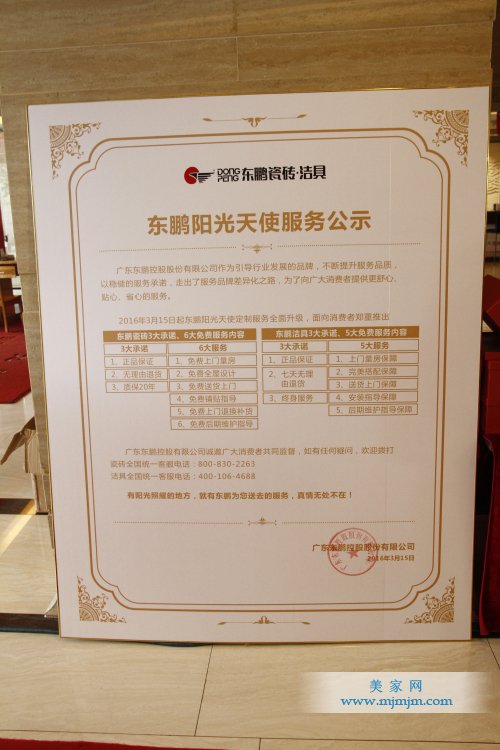 DONG PENG 东鹏瓷砖·洁具
东鹏阳光天使服务公示
广东东鹏控股股份有限公司作为引导行业发展的品牌，不断提升服务品质，
以稳健的服务承诺，走出了服务品牌差异化之路，为了向广大消费者提供更舒心、
贴心、省心的服务。
2016年3月15日起东鹏阳光天使定制服务全面升级，面向消费者郑重推出
东鹏瓷砖3大承诺、6大免费服务内容
3大承诺 6大服务
1、正品保证 1、免费上门量房
2、无理由退货 2、免费全屋设计
3、质保20年 3、免费送货上门
4、免费铺贴指导
5、免费上门退换补货
6、免费后期维护指导
东鹏洁具3大承诺、5大免费服务内容
3大承诺 5大服务
1、正品保证 1、上门量房保障
2、七天无理由退货 2、完美搭配保障
3、送货上门保障
3、终身服务 4、安装指导保障
5、后期维护指导保障
广东东鹏控股有限公司诚邀广大消费者共同监督，如有任何疑问，欢迎拨打
瓷砖全国统一客服电话：800-830-2263
洁具全国统一客服电话：400-106-4688
有阳光照耀的地方，就有东鹏为您送去的服务，真情无处不在！
广东东鹏控股股份有限公司
2016年3月15日
美家网
www.mjmjm.com